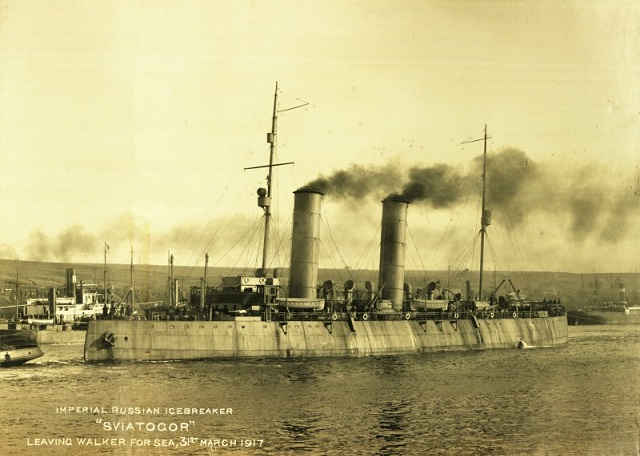 IMPERIAL RUSSIAN ICEBREAKER
"SVIATOGOR"
LEAVING WALKER FOR SEA, 31ST MARCH 1917